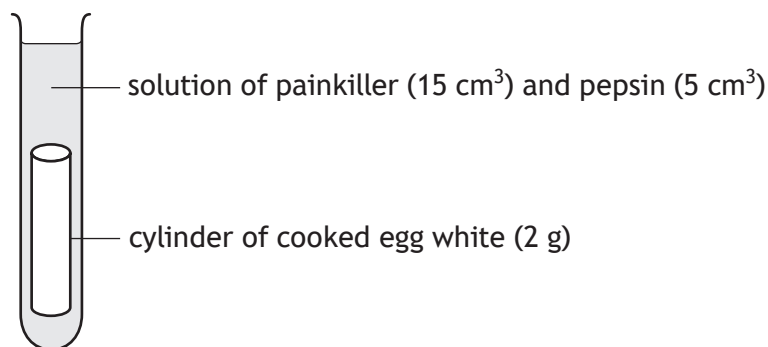 solution of painkiller (15 cm³) and pepsin (5 cm³)
cylinder of cooked egg white (2 g)